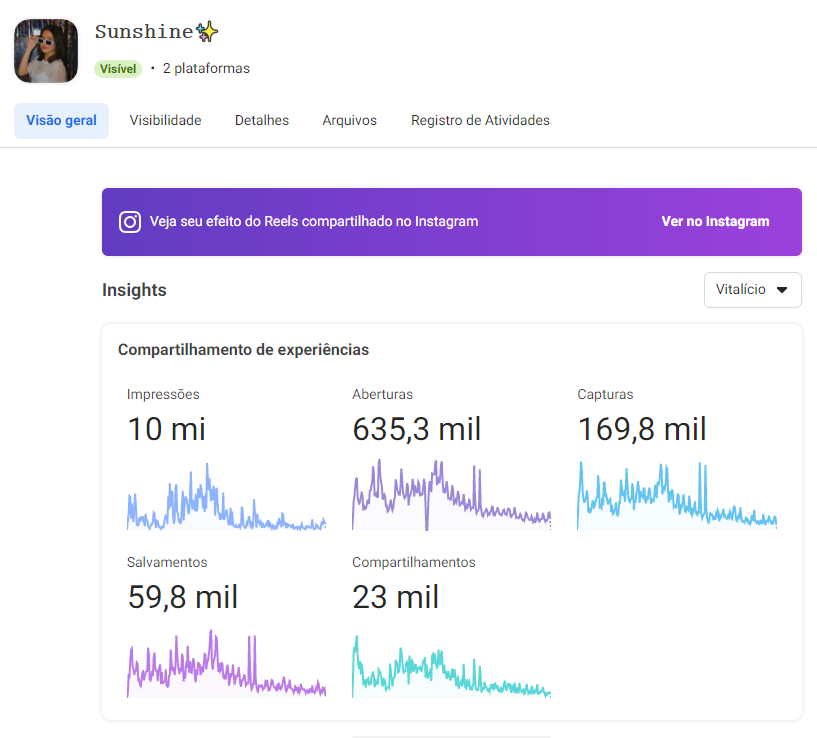 Sunshine✨
Visível • 2 plataformas
Visão geral Visibilidade Detalhes Arquivos Registro de Atividades
Veja seu efeito do Reels compartilhado no Instagram Ver no Instagram
Insights Vitalício
Compartilhamento de experiências
Impressões Aberturas Capturas
10 mi 635,3 mil 169,8 mil
Salvamentos Compartilhamentos
59,8 mil 23 mil